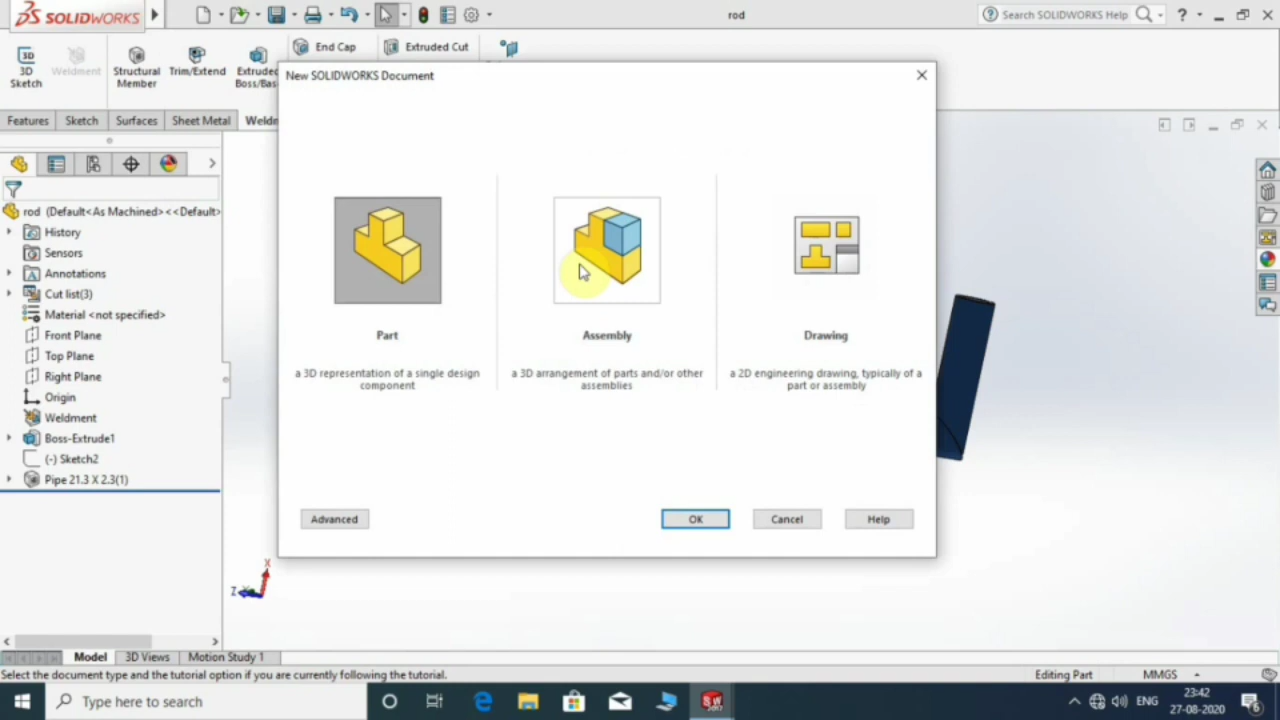 SOLIDWORKS
rod
Search SOLIDWORKS Help
?
3D
Sketch
Weldment
Structural
Member
Trim/Extend
Extruded
Boss/Bas
End Cap
Extruded Cut
Features
Sketch
Surfaces
Sheet Metal
Weldn
New SOLIDWORKS Document
Part
a 3D representation of a single design
component
Assembly
a 3D arrangement of parts and/or other
assemblies
Drawing
a 2D engineering drawing, typically of a
part or assembly
Advanced
OK
Cancel
Help
rod (Default<As Machined><<Default>
History
Sensors
Annotations
Cut list(3)
Material <not specified>
Front Plane
Top Plane
Right Plane
Origin
Weldment
Boss-Extrude1
(-) Sketch2
Pipe 21.3 X 2.3(1)
X
Z
Model
3D Views
Motion Study 1
Select the document type and the tutorial option if you are currently following the tutorial.
Editing Part
MMGS
Type here to search
SW
2017
ENG
23:42
27-08-2020
6